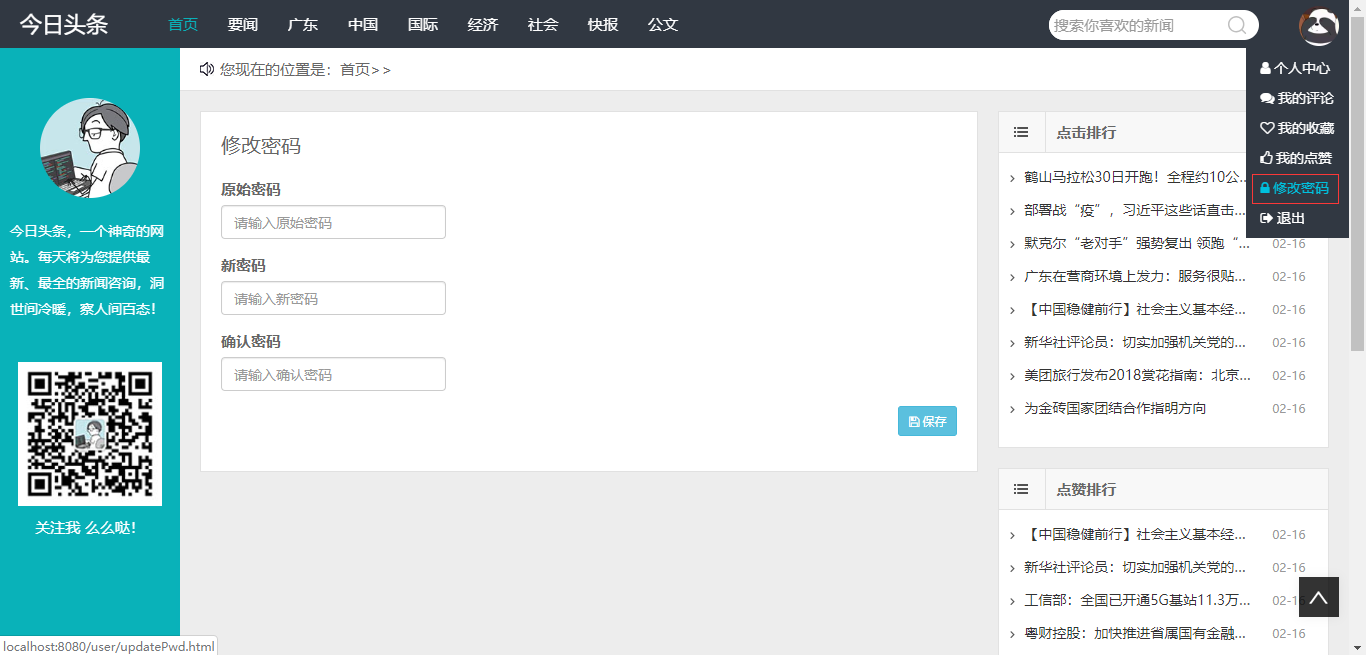 今日头条
首页 要闻 广东 中国 国际 经济 社会 快报 公文
搜索你喜欢的新闻
个人中心
我的评论
我的收藏
我的点赞
修改密码
退出
今日头条，一个神奇的网
站。每天将为您提供最
新、最全的新闻咨询，洞
世间冷暖，察人间百态！
关注我 么么哒！
您现在的位置是：首页>>
修改密码
原始密码
请输入原始密码
新密码
请输入新密码
确认密码
请输入确认密码
保存
点击排行
鹤山马拉松30日开跑！全程约10公...
部署战“疫”，习近平这些话直击...
默克尔“老对手”强势复出 领跑“... 02-16
广东在营商环境上发力：服务很贴... 02-16
【中国稳健前行】社会主义基本经... 02-16
新华社评论员：切实加强机关党的... 02-16
美团旅行发布2018赏花指南：北京... 02-16
为金砖国家团结合作指明方向 02-16
点赞排行
【中国稳健前行】社会主义基本经... 02-16
新华社评论员：切实加强机关党的... 02-16
工信部：全国已开通5G基站11.3万... 02-1
粤财控股：加快推进省属国有金融... 02-16
localhost:8080/user/updatePwd.html